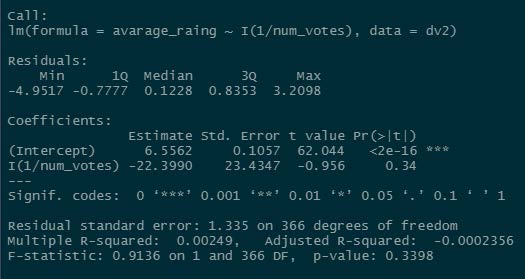 Call:
lm(formula = avarage_raing ~ I(1/num_votes), data = dv2)
Residuals:
Min 1Q Median 3Q Max
-4.9517 -0.7777 0.1228 0.8353 3.2098
Coefficients:
Estimate Std. Error t value Pr(>|t|)
(Intercept) 6.5562 0.1057 62.044 <2e-16 ***
I(1/num_votes) -22.3990 23.4347 -0.956 0.34
---
Signif. codes: 0 ‘***’ 0.001 ‘**’ 0.01 ‘*’ 0.05 ‘.’ 0.1 ‘ ’ 1
Residual standard error: 1.335 on 366 degrees of freedom
Multiple R-squared: 0.00249, Adjusted R-squared: -0.0002356
F-statistic: 0.9136 on 1 and 366 DF, p-value: 0.3398